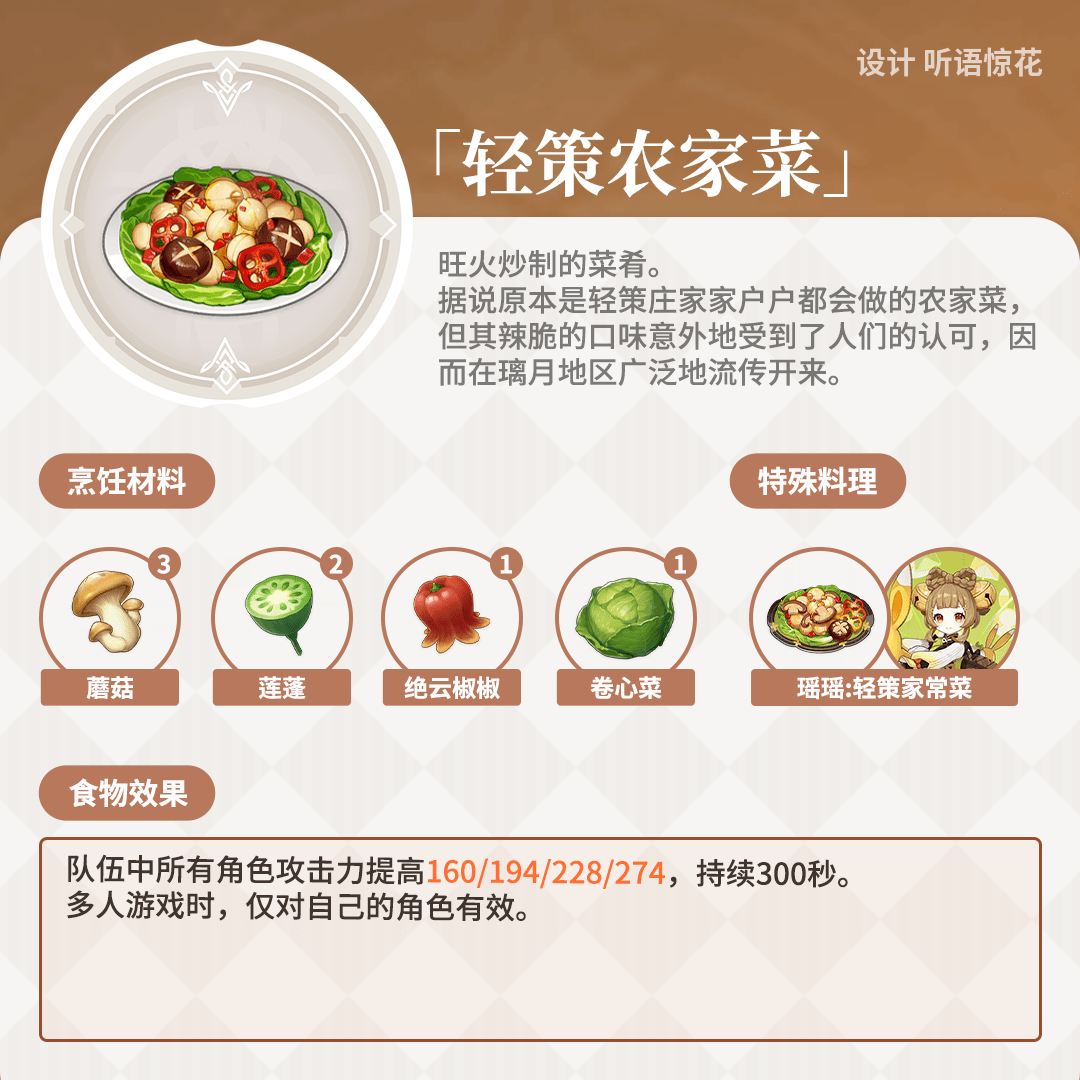 设计 听语惊花
「轻策农家菜」
旺火炒制的菜肴。
据说原本是轻策庄家家户户都会做的农家菜，
但其辣脆的口味意外地受到了人们的认可，因
而在璃月地区广泛地流传开来。
烹饪材料
特殊料理
3
2
1
1
蘑菇
莲蓬
绝云椒椒
卷心菜
瑶瑶:轻策家常菜
食物效果
队伍中所有角色攻击力提高160/194/228/274，持续300秒。
多人游戏时，仅对自己的角色有效。